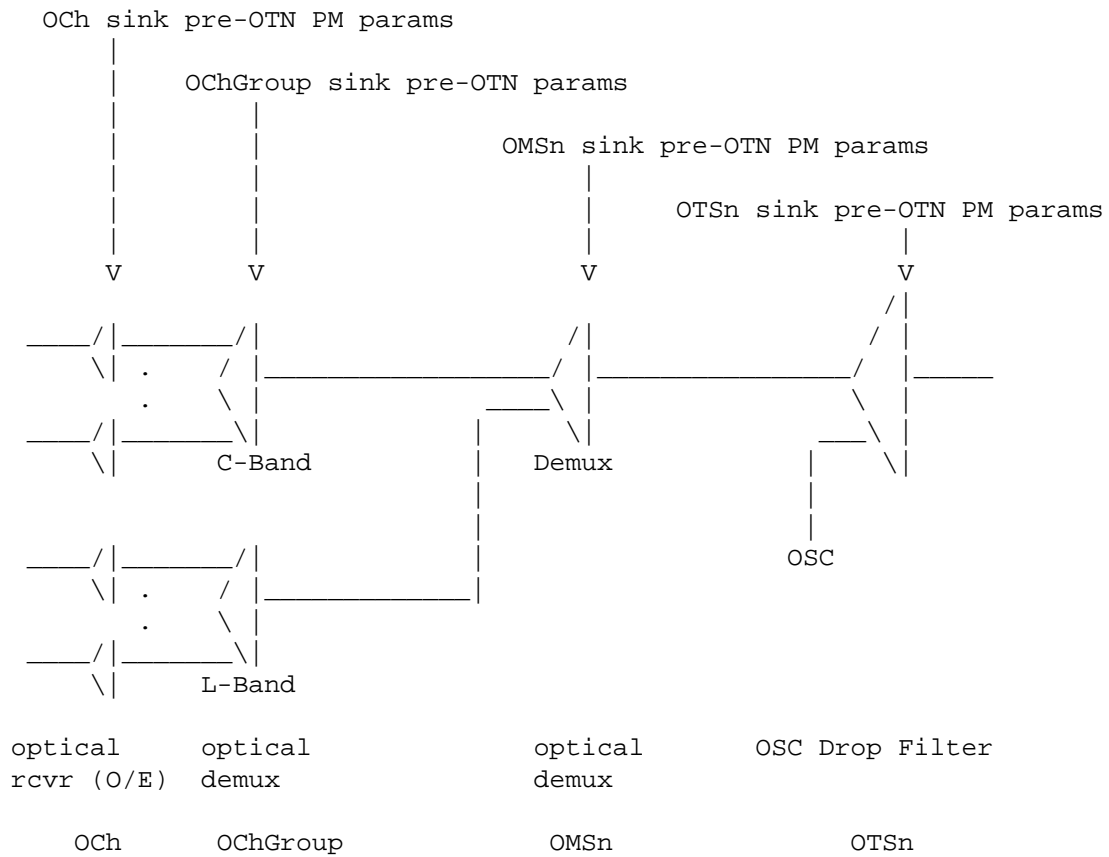 OCh sink pre-OTN PM params
OChGroup sink pre-OTN params
OMSn sink pre-OTN PM params
OTSn sink pre-OTN PM params
C-Band
Demux
OSC
L-Band
optical optical optical OSC Drop Filter
rcvr (O/E) demux demux
OCh OChGroup OMSn OTSn